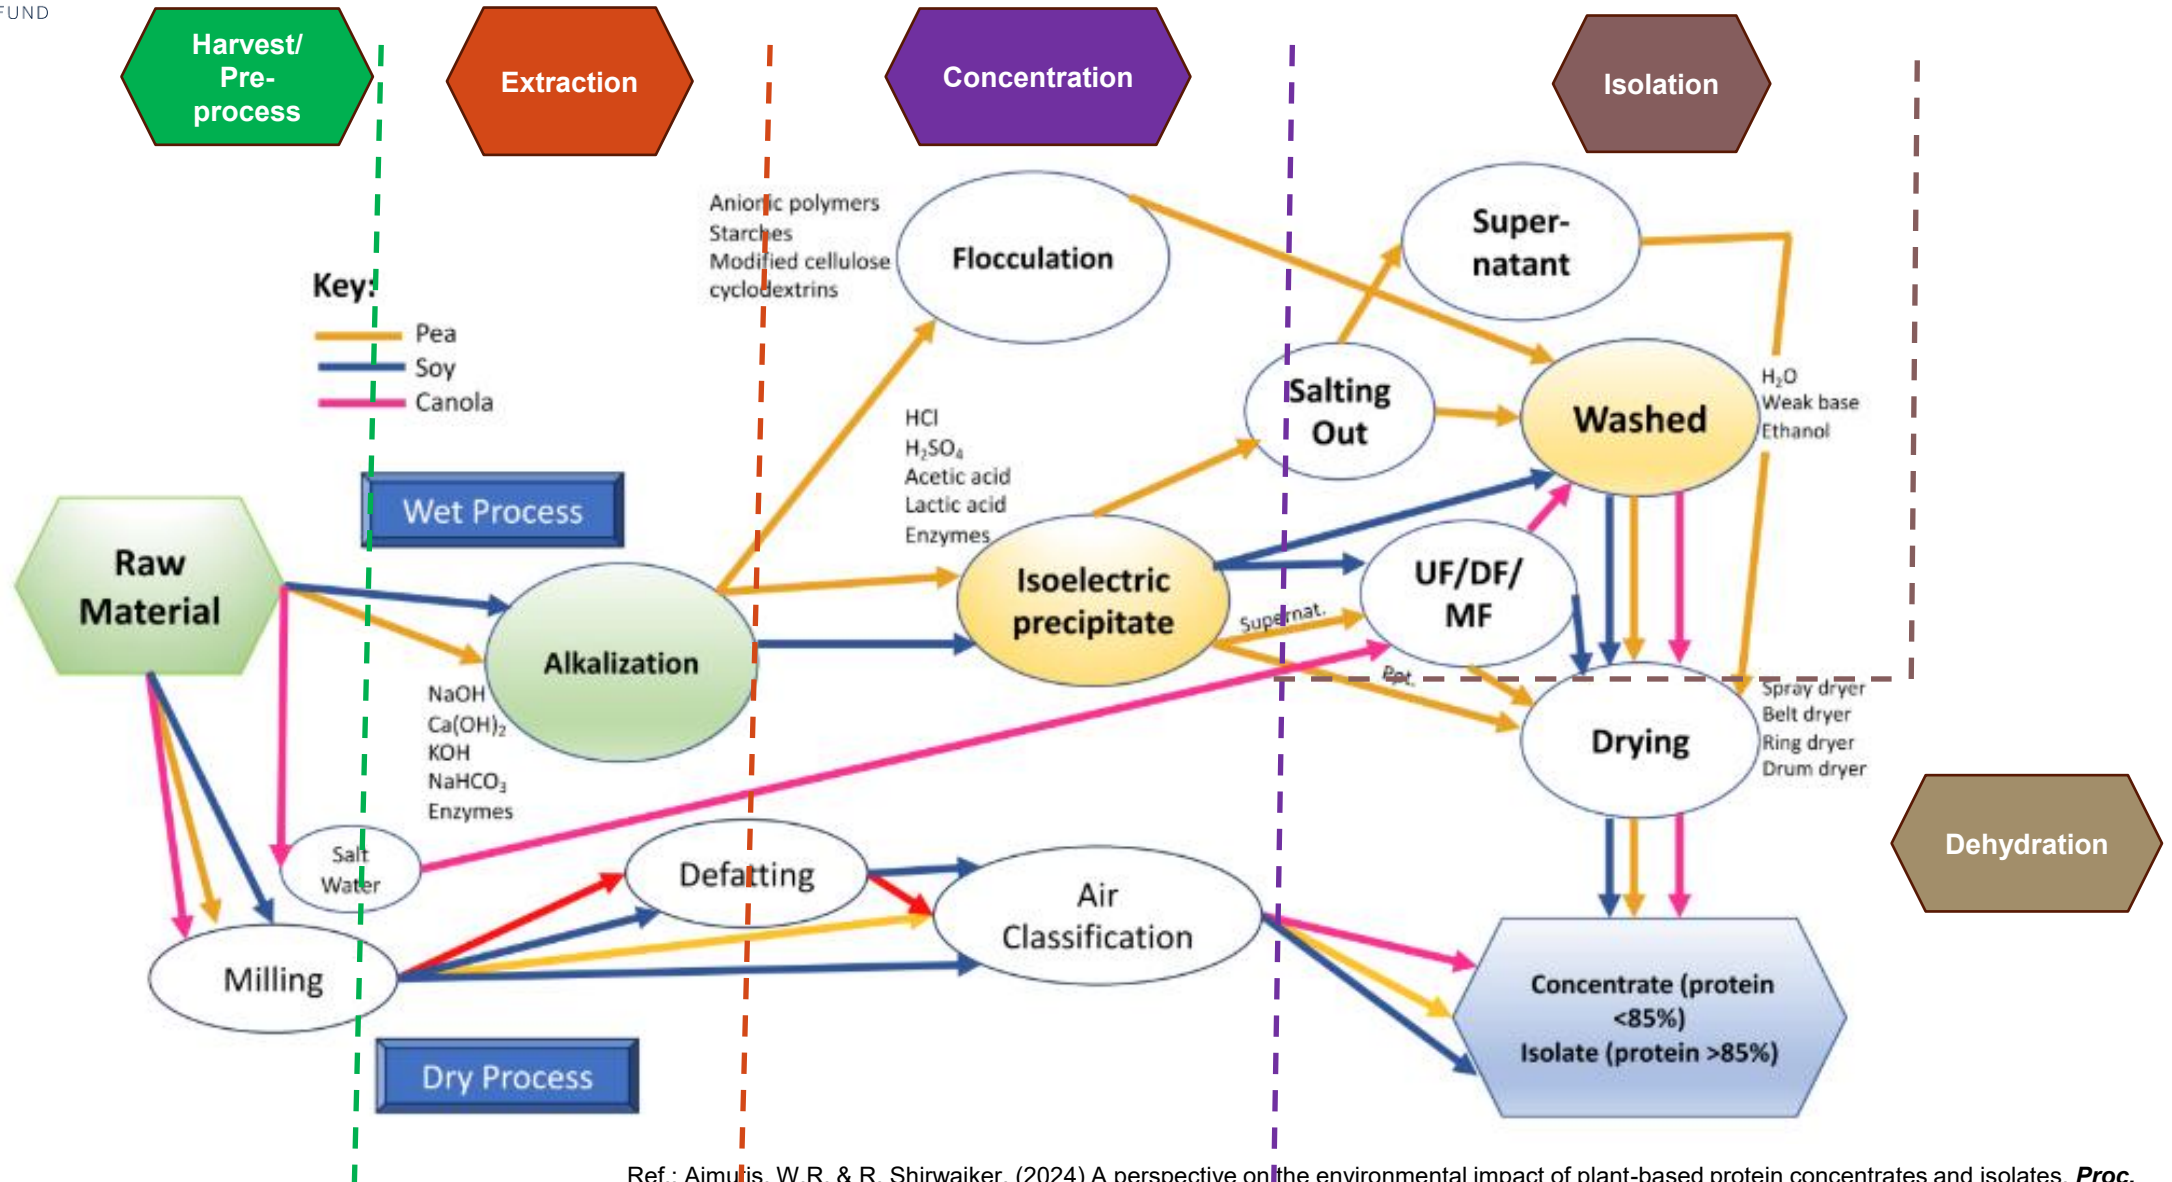 FUND
Harvest/
Pre-
process
Extraction
Concentration
Isolation
Anionic polymers
Starches
Modified cellulose
cyclodextrins
Flocculation
Super-
natant
Key:
Pea
Soy
Canola
HCl
H₂SO₄
Acetic acid
Lactic acid
Enzymes
Salting
Out
Washed
H₂O
Weak base
Ethanol
Wet Process
Raw
Material
Alkalization
NaOH
Ca(OH)₂
KOH
NaHCO₃
Enzymes
Isoelectric
precipitate
Supernat.
Ppt.
UF/DF/
MF
Drying
Spray dryer
Belt dryer
Ring dryer
Drum dryer
Dehydration
Salt
Water
Defatting
Air
Classification
Milling
Concentrate (protein
<85%)
Isolate (protein >85%)
Dry Process
Ref.: Aimutis, W.R. & R. Shirwaiker. (2024) A perspective on the environmental impact of plant-based protein concentrates and isolates. Proc.